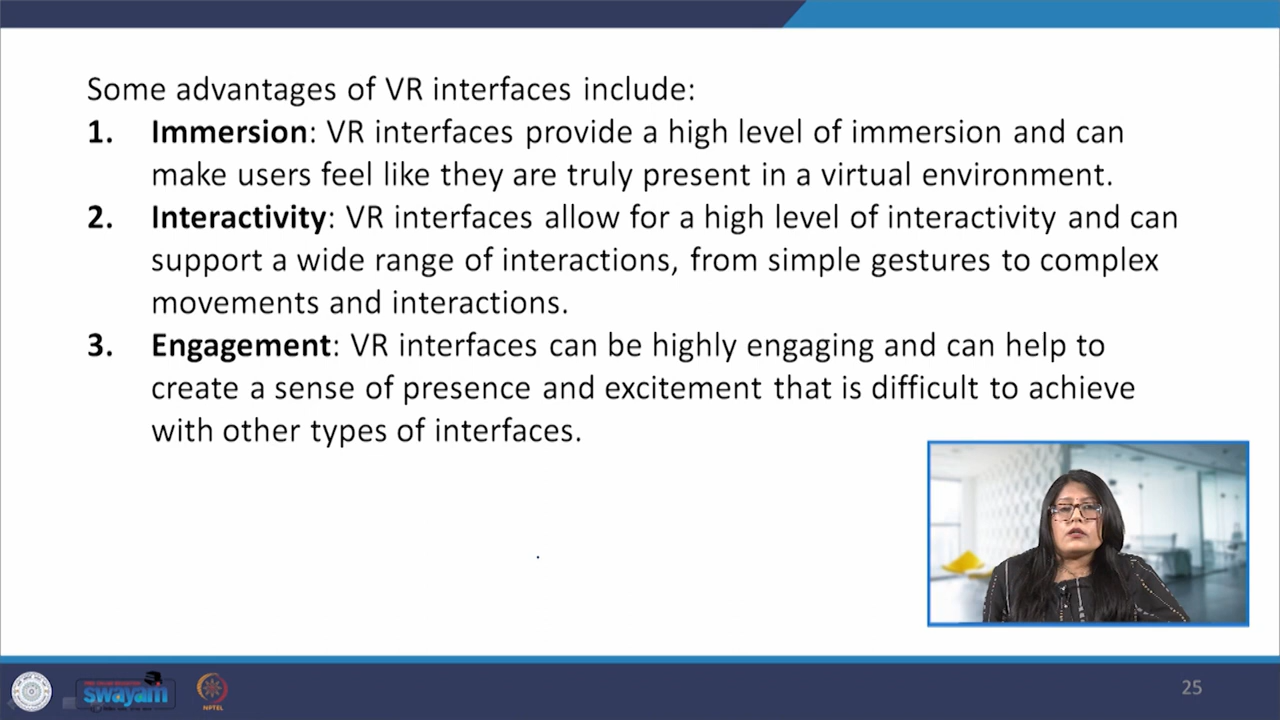 Some advantages of VR interfaces include:
1. Immersion: VR interfaces provide a high level of immersion and can
make users feel like they are truly present in a virtual environment.
2. Interactivity: VR interfaces allow for a high level of interactivity and can
support a wide range of interactions, from simple gestures to complex
movements and interactions.
3. Engagement: VR interfaces can be highly engaging and can help to
create a sense of presence and excitement that is difficult to achieve
with other types of interfaces.
swayam
NPTEL
25